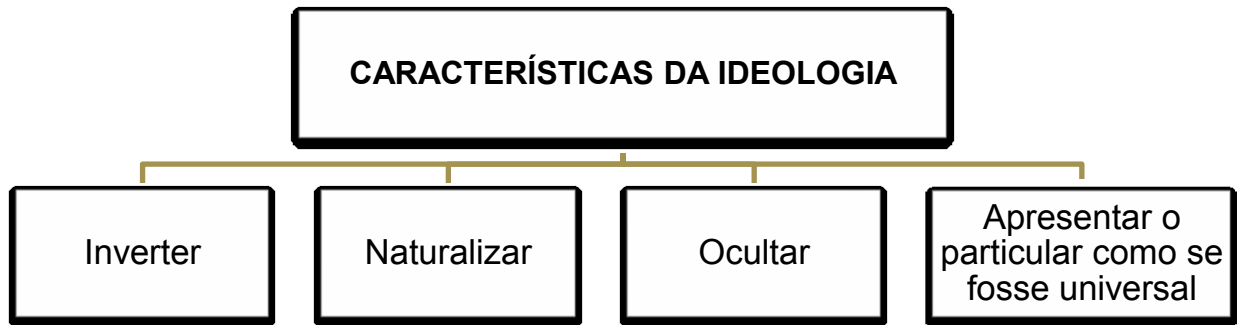 CARACTERÍSTICAS DA IDEOLOGIA
Inverter
Naturalizar
Ocultar
Apresentar o
particular como se
fosse universal